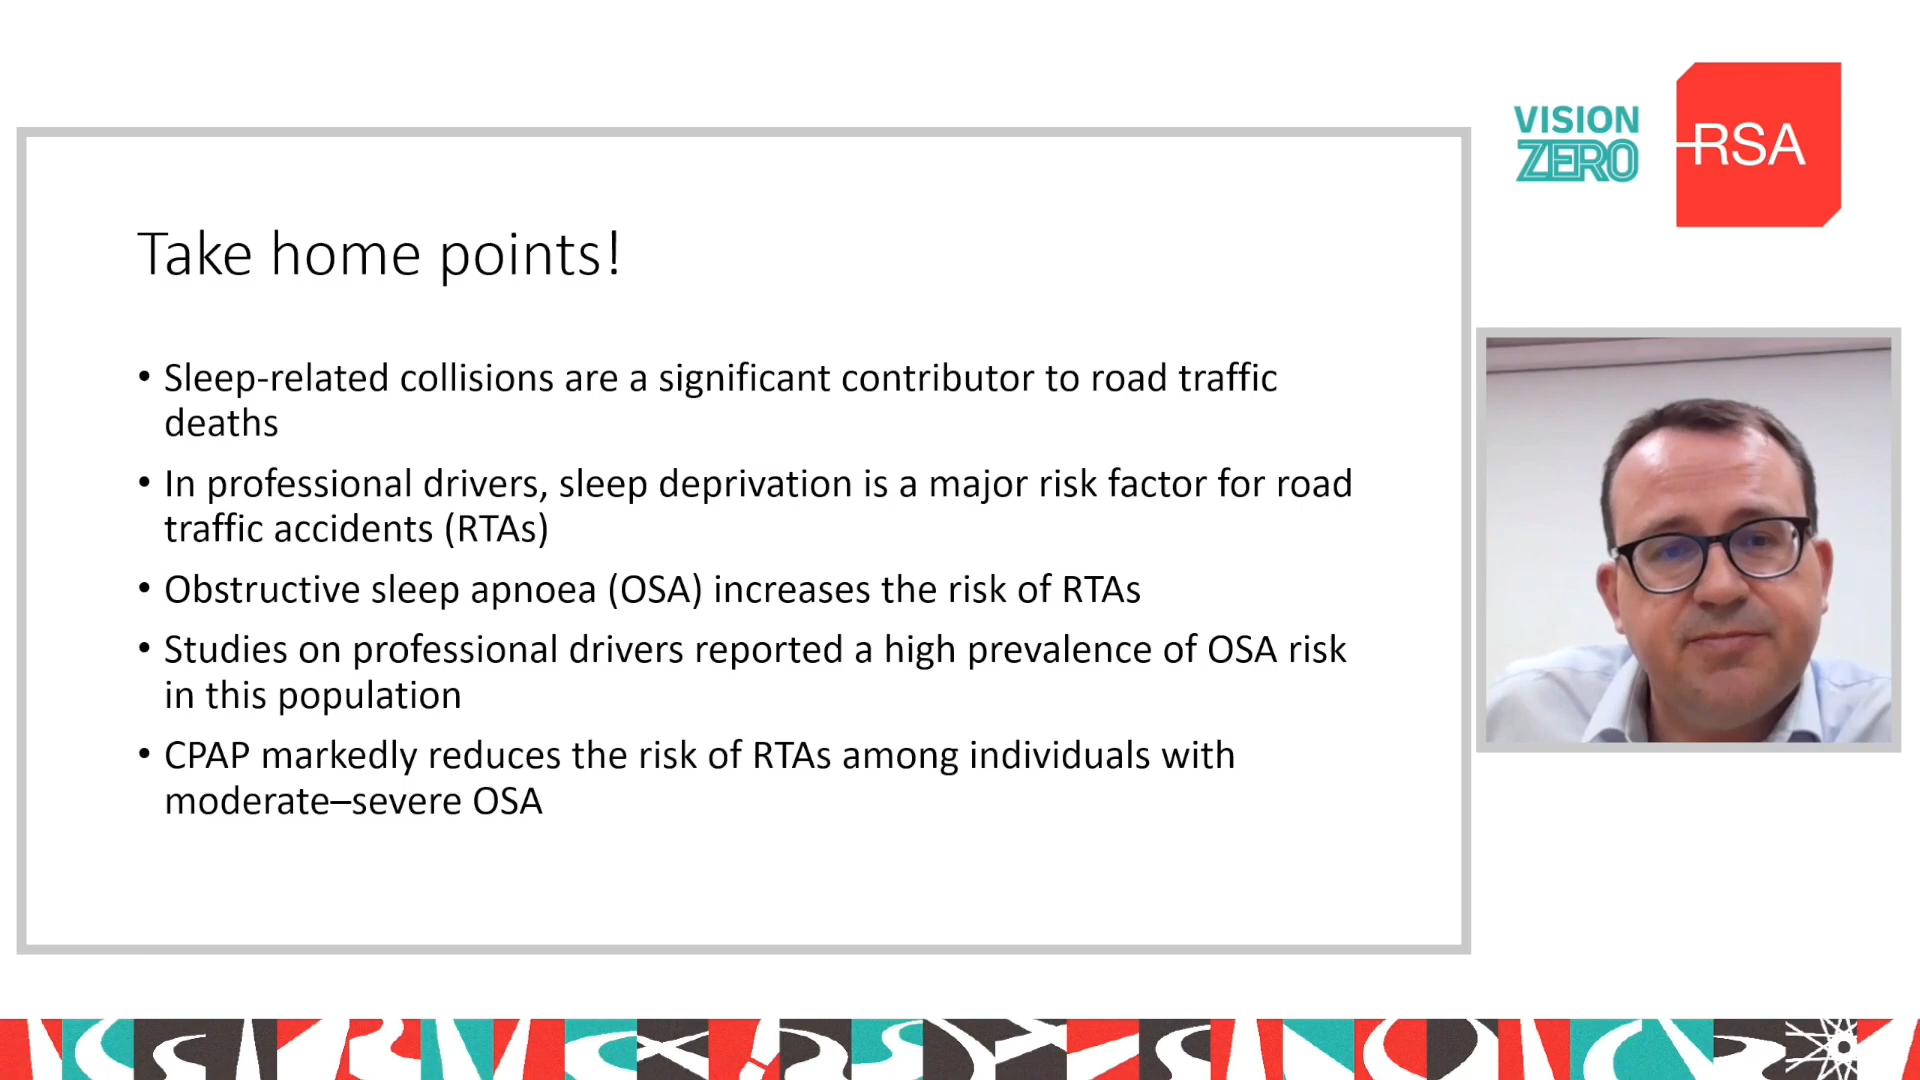 VISION
ZERO
RSA
Take home points!
• Sleep-related collisions are a significant contributor to road traffic
deaths
• In professional drivers, sleep deprivation is a major risk factor for road
traffic accidents (RTAs)
• Obstructive sleep apnoea (OSA) increases the risk of RTAs
• Studies on professional drivers reported a high prevalence of OSA risk
in this population
• CPAP markedly reduces the risk of RTAs among individuals with
moderate–severe OSA